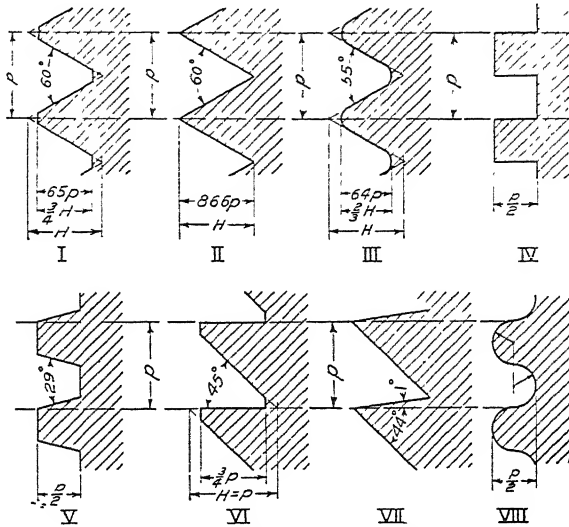 P 60° P 60° P 55° P
65p 866p 64p p/2
3/4 H H 2/3 H
H H
I II III IV
29° P 45° P 1° 44°
p/2 3/4 p p/2
H=p
V VI VII VIII